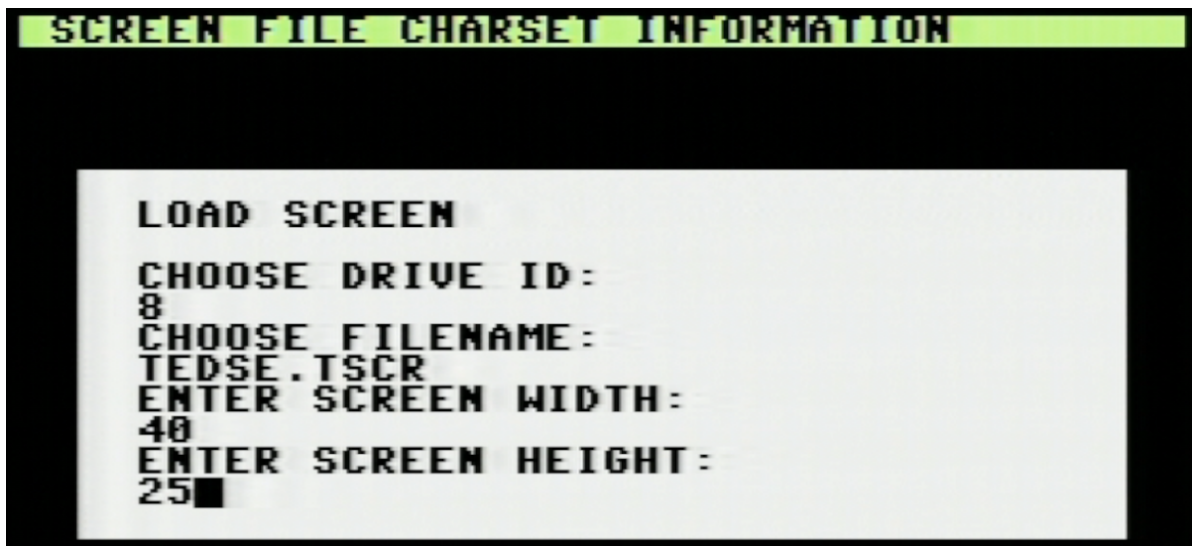 SCREEN FILE CHARSET INFORMATION
LOAD SCREEN
CHOOSE DRIVE ID:
8
CHOOSE FILENAME:
TEDSE.TSCR
ENTER SCREEN WIDTH:
40
ENTER SCREEN HEIGHT:
25